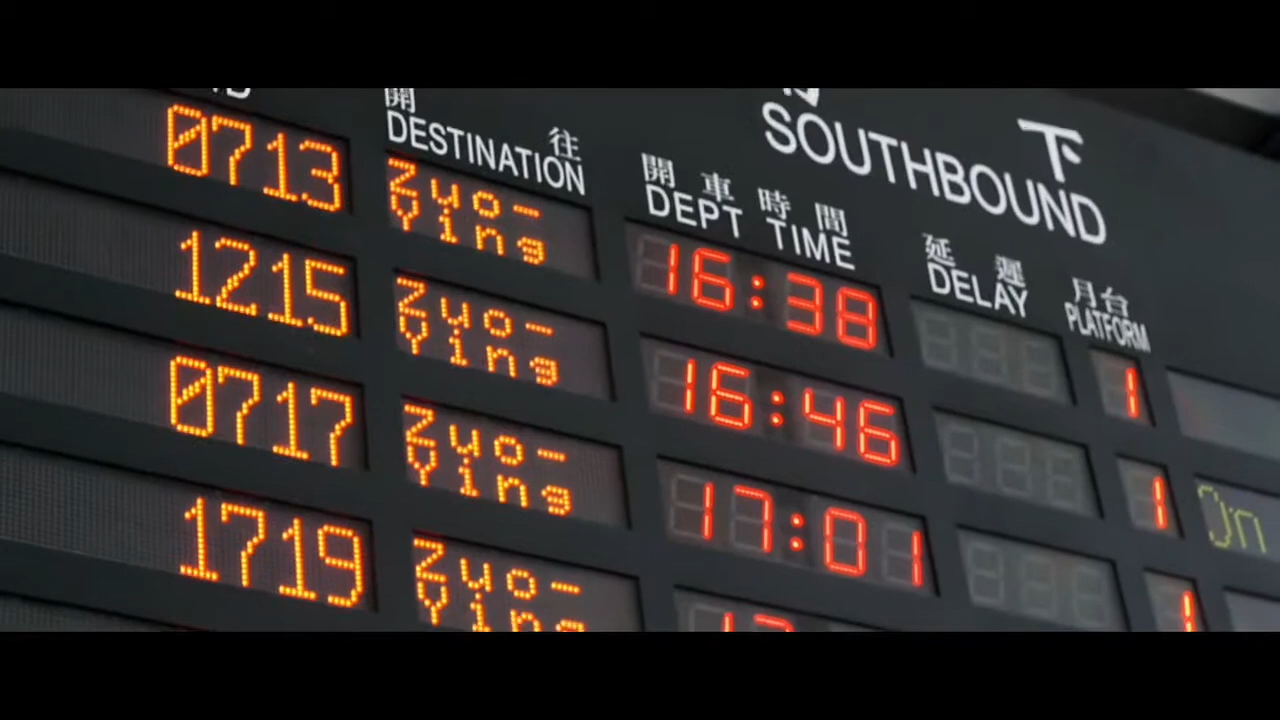 下
SOUTHBOUND
開 往
DESTINATION
開車時間
DEPT TIME
延遲
DELAY
月台
PLATFORM
0713 Zuo-Ying 16:38 1
1215 Zuo-Ying 16:46 1
0717 Zuo-Ying 17:01 1
1719 Zuo-Ying 1